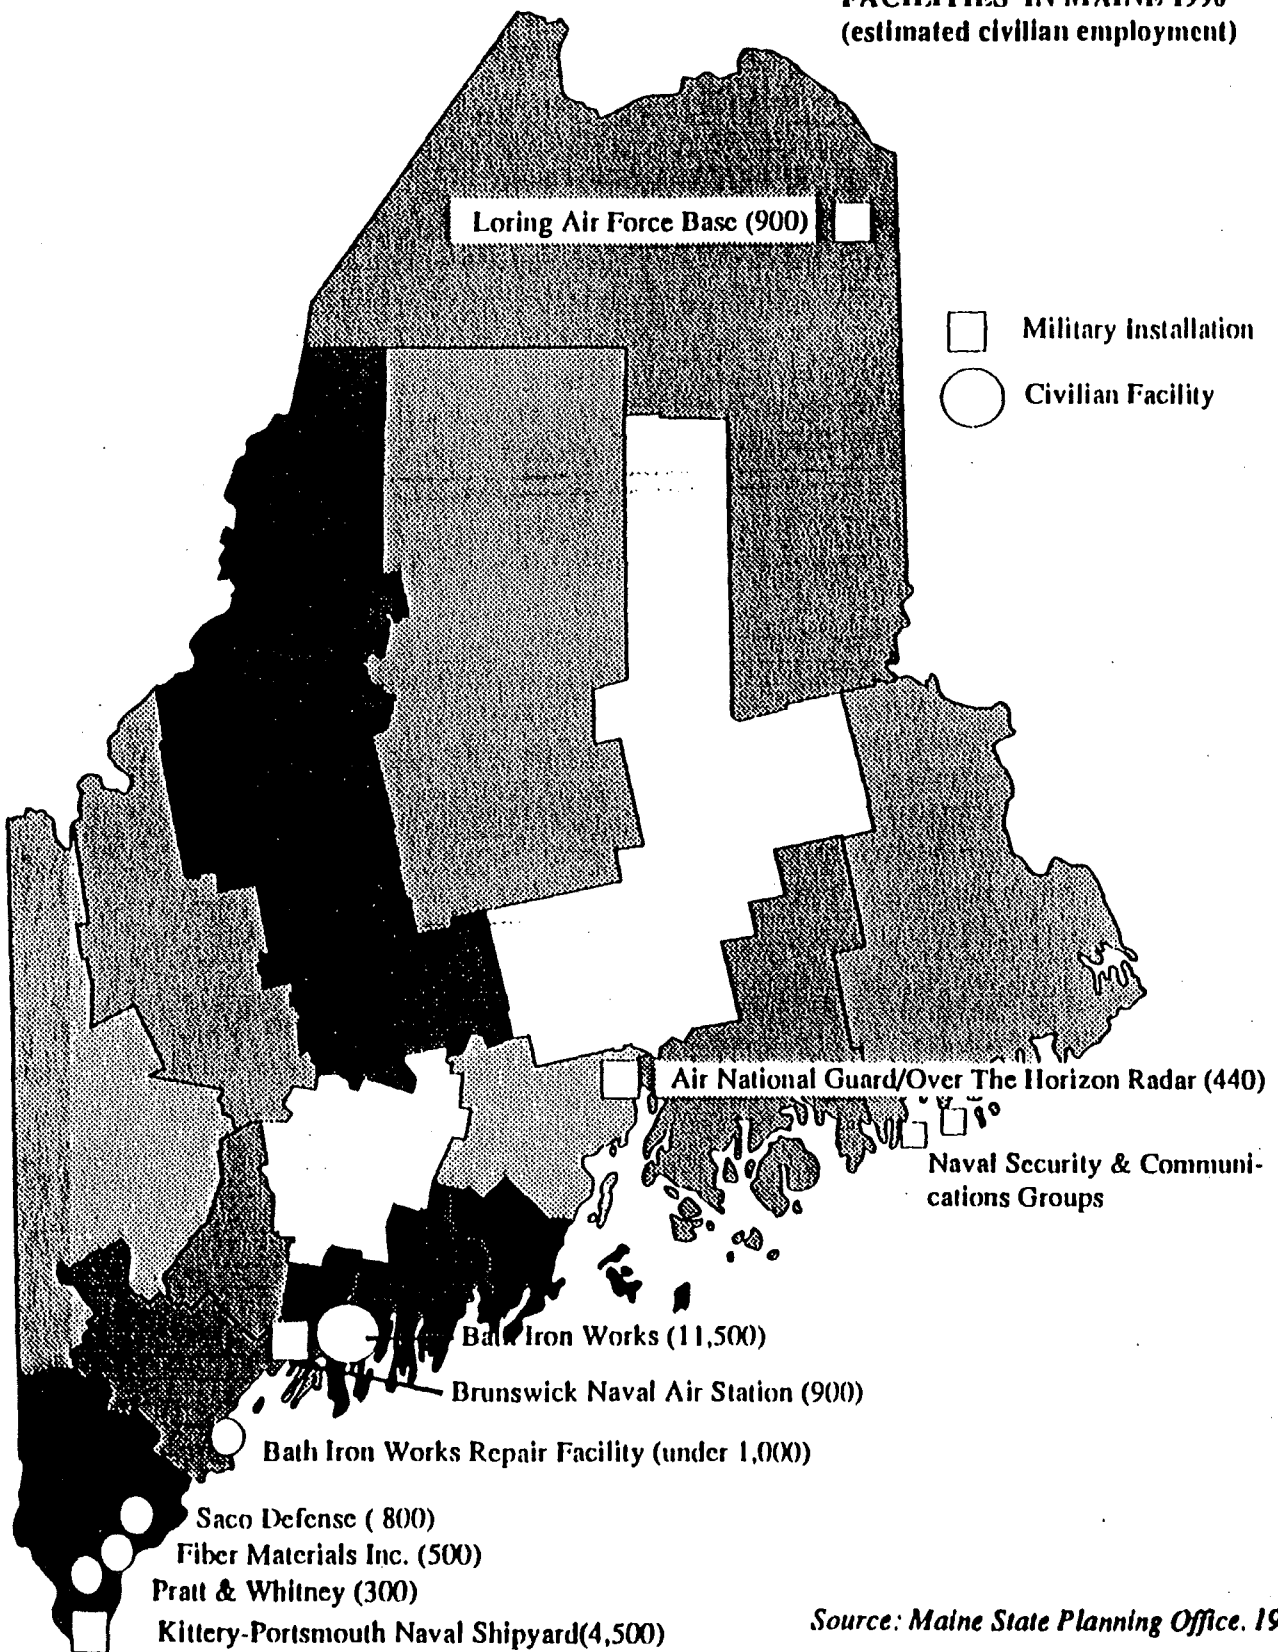 FACILITIES IN MAINE 1990
(estimated civilian employment)
Loring Air Force Base (900)
Military Installation
Civilian Facility
Air National Guard/Over The Horizon Radar (440)
Naval Security & Communi-
cations Groups
Bath Iron Works (11,500)
Brunswick Naval Air Station (900)
Bath Iron Works Repair Facility (under 1,000)
Saco Defense ( 800)
Fiber Materials Inc. (500)
Pratt & Whitney (300)
Kittery-Portsmouth Naval Shipyard(4,500)
Source: Maine State Planning Office. 19